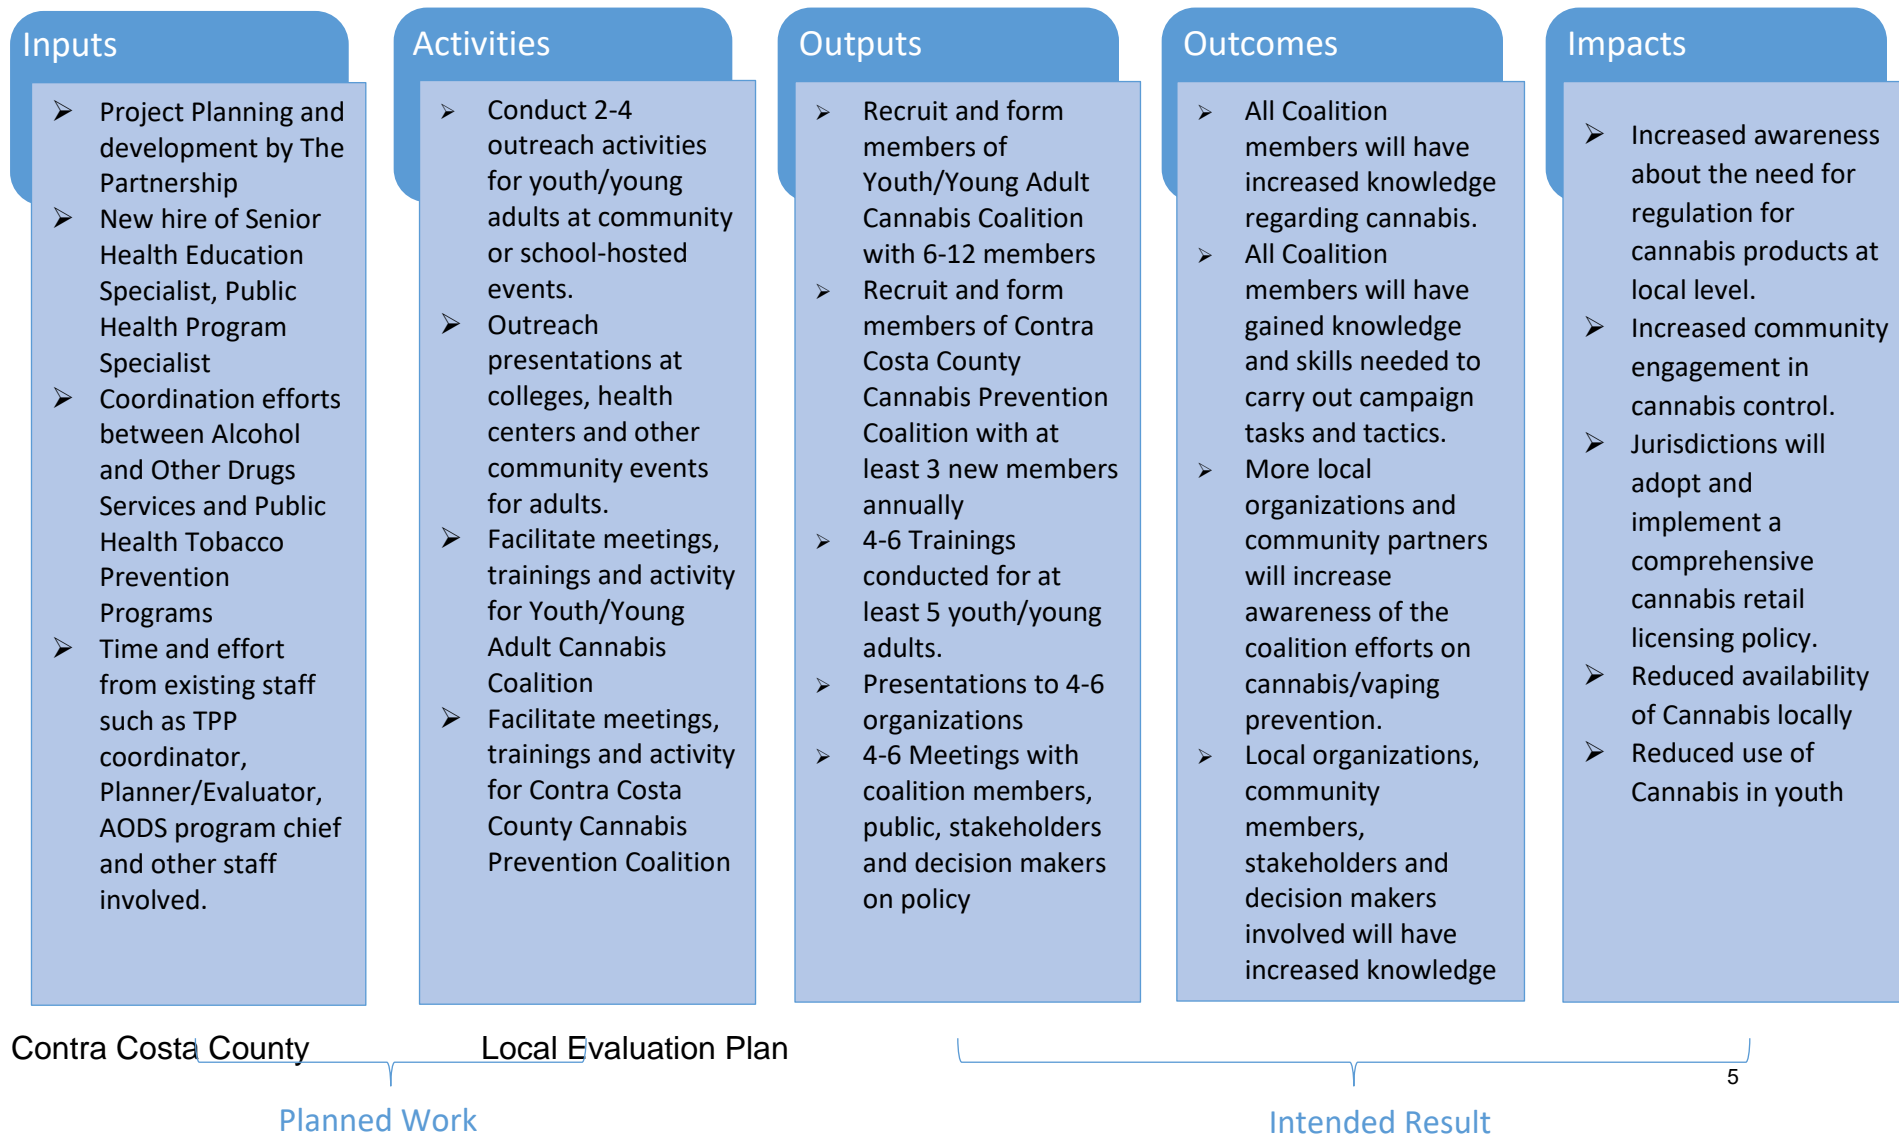 Inputs
Project Planning and
development by The
Partnership
New hire of Senior
Health Education
Specialist, Public
Health Program
Specialist
Coordination efforts
between Alcohol
and Other Drugs
Services and Public
Health Tobacco
Prevention
Programs
Time and effort
from existing staff
such as TPP
coordinator,
Planner/Evaluator,
AODS program chief
and other staff
involved.
Activities
Conduct 2-4
outreach activities
for youth/young
adults at community
or school-hosted
events.
Outreach
presentations at
colleges, health
centers and other
community events
for adults.
Facilitate meetings,
trainings and activity
for Youth/Young
Adult Cannabis
Coalition
Facilitate meetings,
trainings and activity
for Contra Costa
County Cannabis
Prevention Coalition
Outputs
Recruit and form
members of
Youth/Young Adult
Cannabis Coalition
with 6-12 members
Recruit and form
members of Contra
Costa County
Cannabis Prevention
Coalition with at
least 3 new members
annually
4-6 Trainings
conducted for at
least 5 youth/young
adults.
Presentations to 4-6
organizations
4-6 Meetings with
coalition members,
public, stakeholders
and decision makers
on policy
Outcomes
All Coalition
members will have
increased knowledge
regarding cannabis.
All Coalition
members will have
gained knowledge
and skills needed to
carry out campaign
tasks and tactics.
More local
organizations and
community partners
will increase
awareness of the
coalition efforts on
cannabis/vaping
prevention.
Local organizations,
community
members,
stakeholders and
decision makers
involved will have
increased knowledge
Impacts
Increased awareness
about the need for
regulation for
cannabis products at
local level.
Increased community
engagement in
cannabis control.
Jurisdictions will
adopt and
implement a
comprehensive
cannabis retail
licensing policy.
Reduced availability
of Cannabis locally
Reduced use of
Cannabis in youth
Contra Costa County Local Evaluation Plan
5
Planned Work
Intended Result